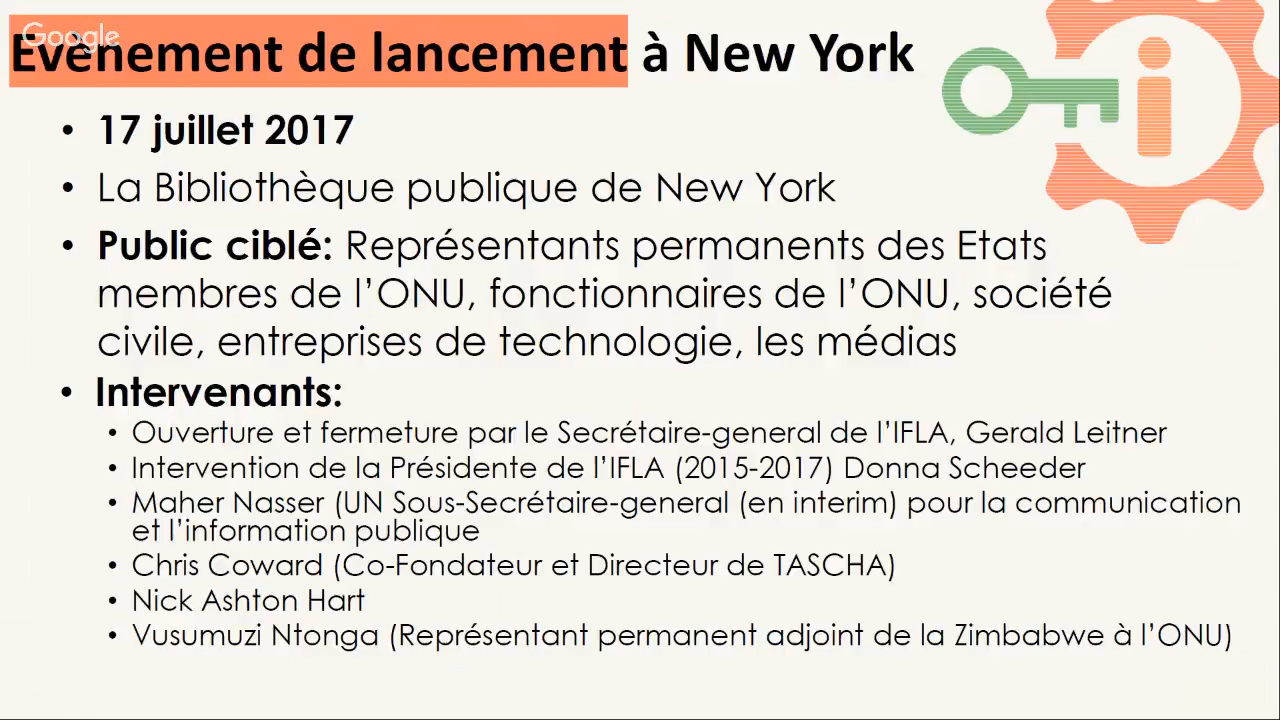 Google
Evénement de lancement à New York
• 17 juillet 2017
• La Bibliothèque publique de New York
• Public ciblé: Représentants permanents des Etats
membres de l’ONU, fonctionnaires de l’ONU, société
civile, entreprises de technologie, les médias
• Intervenants:
• Ouverture et fermeture par le Secrétaire-general de l’IFLA, Gerald Leitner
• Intervention de la Présidente de l’IFLA (2015-2017) Donna Scheeder
• Maher Nasser (UN Sous-Secrétaire-general (en interim) pour la communication
et l’information publique
• Chris Coward (Co-Fondateur et Directeur de TASCHA)
• Nick Ashton Hart
• Vusumuzi Ntonga (Représentant permanent adjoint de la Zimbabwe à l’ONU)